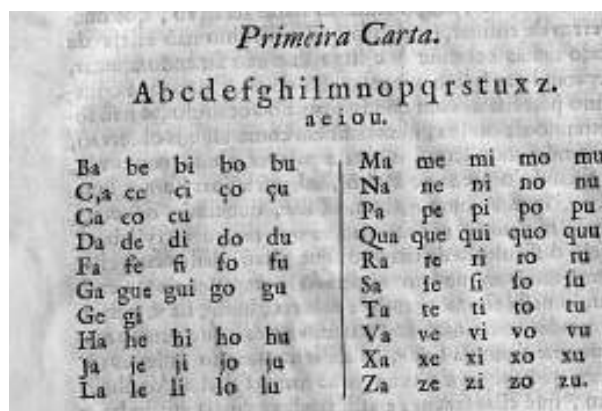 Primeira Carta.
Abcdefghilmnopqrstuxz.
aeiou.
Ba be bi bo bu
C,a ce ci ço çu
Ca co cu
Da de di do du
Fa fe fi fo fu
Ga gue gui go gu
Ge gi
Ha he hi ho hu
Ja je ji jo ju
La le li lo lu
Ma me mi mo mu
Na ne ni no nu
Pa pe pi po pu
Qua que qui quo quu
Ra re ri ro ru
Sa ſe ſi ſo ſu
Ta te ti to tu
Va ve vi vo vu
Xa xe xi xo xu
Za ze zi zo zu.